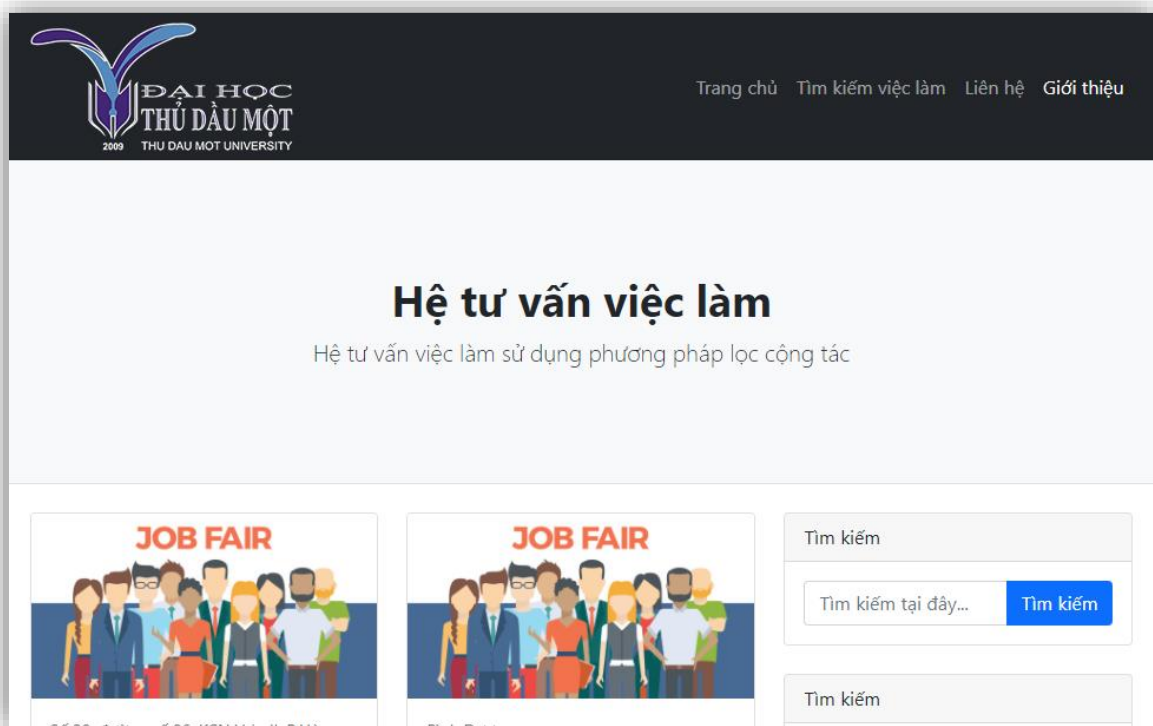 ĐẠI HỌC
THỦ DẦU MỘT
2009 THU DAU MOT UNIVERSITY
Trang chủ Tìm kiếm việc làm Liên hệ Giới thiệu
Hệ tư vấn việc làm
Hệ tư vấn việc làm sử dụng phương pháp lọc cộng tác
JOB FAIR
JOB FAIR
Tìm kiếm
Tìm kiếm tại đây... Tìm kiếm
Tìm kiếm